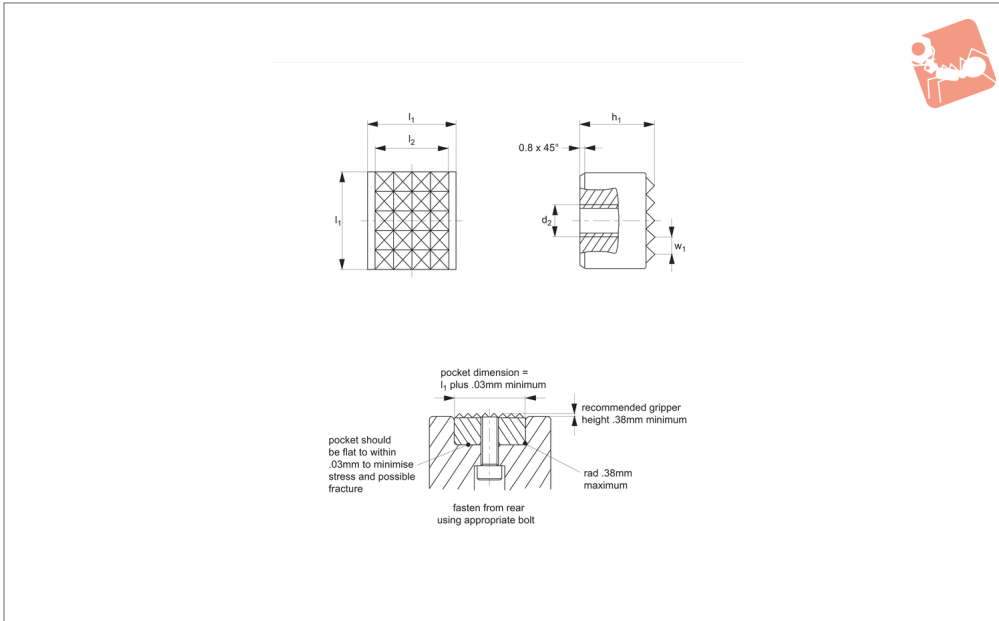 l1
l2
l1
h1
0.8 x 45°
d2
w1
pocket dimension =
l1 plus .03mm minimum
recommended gripper
height .38mm minimum
pocket should
be flat to within
.03mm to minimise
stress and possible
fracture
rad .38mm
maximum
fasten from rear
using appropriate bolt